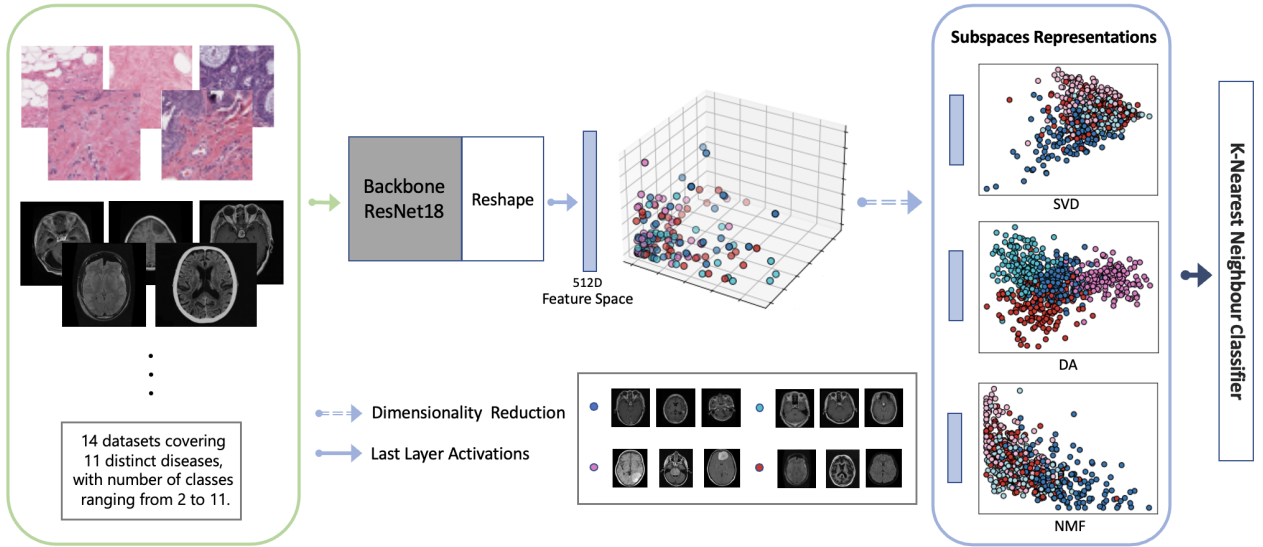 14 datasets covering
11 distinct diseases,
with number of classes
ranging from 2 to 11.
Backbone
ResNet18
Reshape
512D
Feature Space
Dimensionality Reduction
Last Layer Activations
Subspaces Representations
SVD
DA
NMF
K-Nearest Neighbour classifier